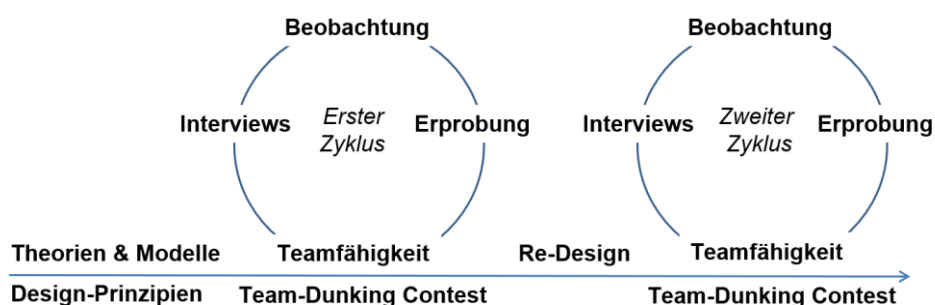 Beobachtung
Beobachtung
Interviews
Erster
Zyklus
Erprobung
Interviews
Zweiter
Zyklus
Erprobung
Theorien & Modelle
Teamfähigkeit
Re-Design
Teamfähigkeit
Design-Prinzipien
Team-Dunking Contest
Team-Dunking Contest